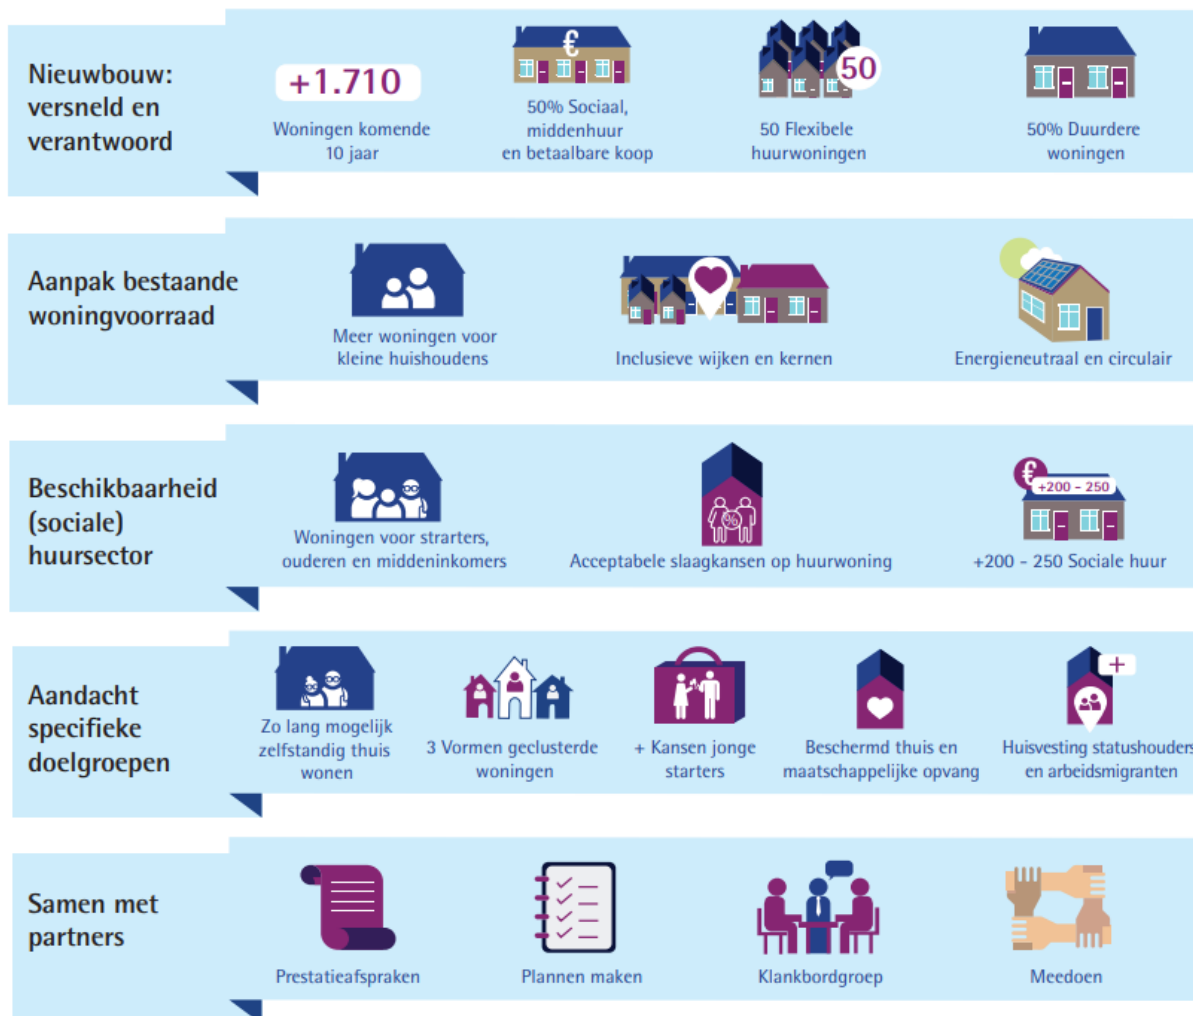 Nieuwbouw:
versneld en
verantwoord
+1.710
Woningen komende
10 jaar
€
50% Sociaal,
middenhuur
en betaalbare koop
50
50 Flexibele
huurwoningen
50% Duurdere
woningen
Aanpak bestaande
woningvoorraad
Meer woningen voor
kleine huishoudens
Inclusieve wijken en kernen
Energieneutraal en circulair
Beschikbaarheid
(sociale)
huursector
Woningen voor strarters,
ouderen en middeninkomers
%
Acceptabele slaagkansen op huurwoning
€
+200 - 250
+200 - 250 Sociale huur
Aandacht
specifieke
doelgroepen
Zo lang mogelijk
zelfstandig thuis
wonen
3 Vormen geclusterde
woningen
+ Kansen jonge
starters
Beschermd thuis en
maatschappelijke opvang
+
Huisvesting statushouders
en arbeidsmigranten
Samen met
partners
Prestatieafspraken
Plannen maken
Klankbordgroep
Meedoen